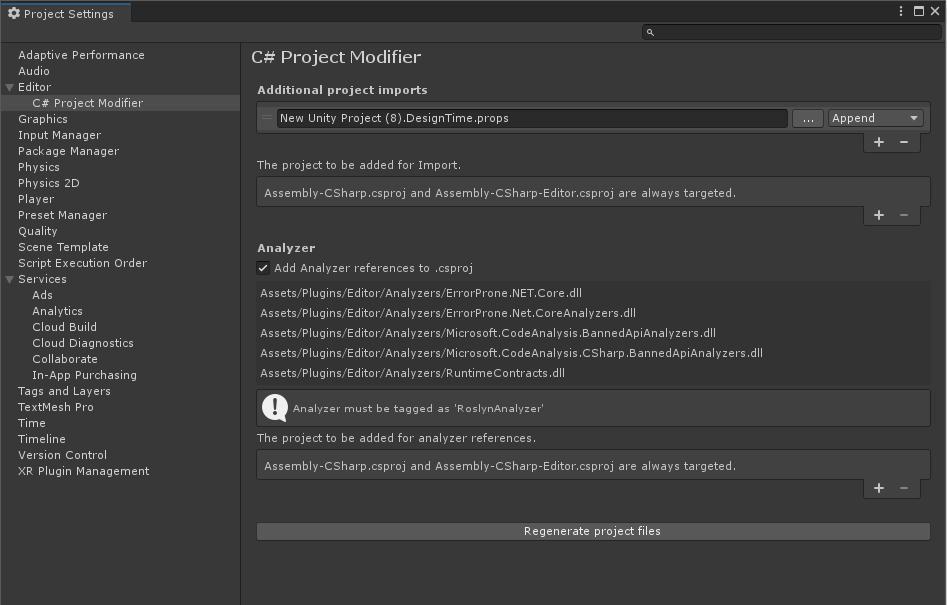 Project Settings
Adaptive Performance
Audio
Editor
C# Project Modifier
Graphics
Input Manager
Package Manager
Physics
Physics 2D
Player
Preset Manager
Quality
Scene Template
Script Execution Order
Services
Ads
Analytics
Cloud Build
Cloud Diagnostics
Collaborate
In-App Purchasing
Tags and Layers
TextMesh Pro
Time
Timeline
Version Control
XR Plugin Management
C# Project Modifier
Additional project imports
New Unity Project (8).DesignTime.props ... Append
+ −
The project to be added for Import.
Assembly-CSharp.csproj and Assembly-CSharp-Editor.csproj are always targeted.
+ −
Analyzer
Add Analyzer references to .csproj
Assets/Plugins/Editor/Analyzers/ErrorProne.NET.Core.dll
Assets/Plugins/Editor/Analyzers/ErrorProne.Net.CoreAnalyzers.dll
Assets/Plugins/Editor/Analyzers/Microsoft.CodeAnalysis.BannedApiAnalyzers.dll
Assets/Plugins/Editor/Analyzers/Microsoft.CodeAnalysis.CSharp.BannedApiAnalyzers.dll
Assets/Plugins/Editor/Analyzers/RuntimeContracts.dll
Analyzer must be tagged as 'RoslynAnalyzer'
The project to be added for analyzer references.
Assembly-CSharp.csproj and Assembly-CSharp-Editor.csproj are always targeted.
+ −
Regenerate project files